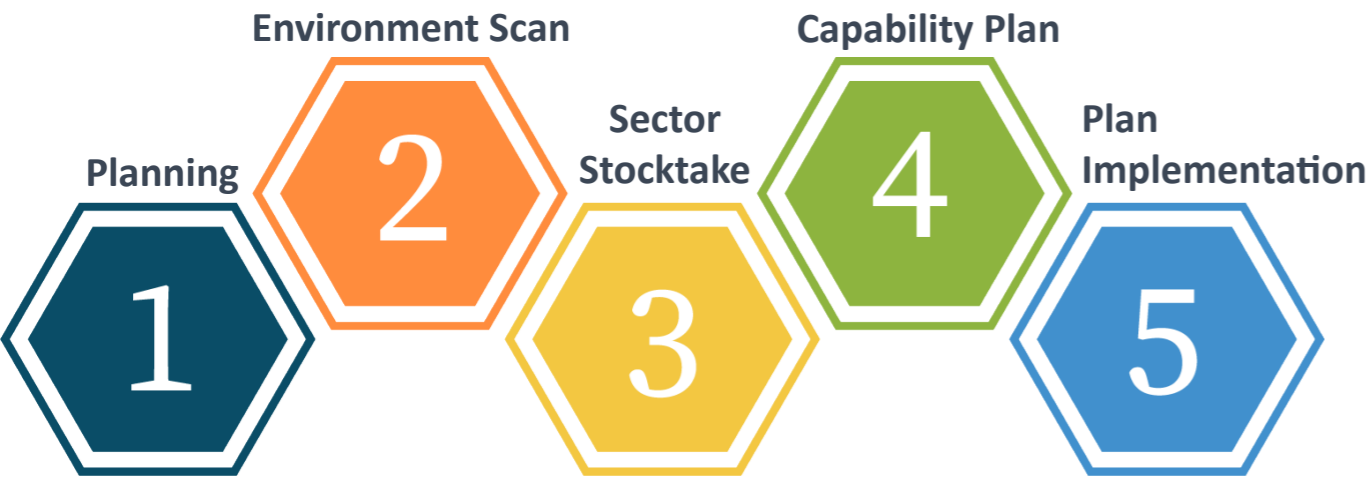 Planning
1
Environment Scan
2
Sector
Stocktake
3
Capability Plan
4
Plan
Implementation
5